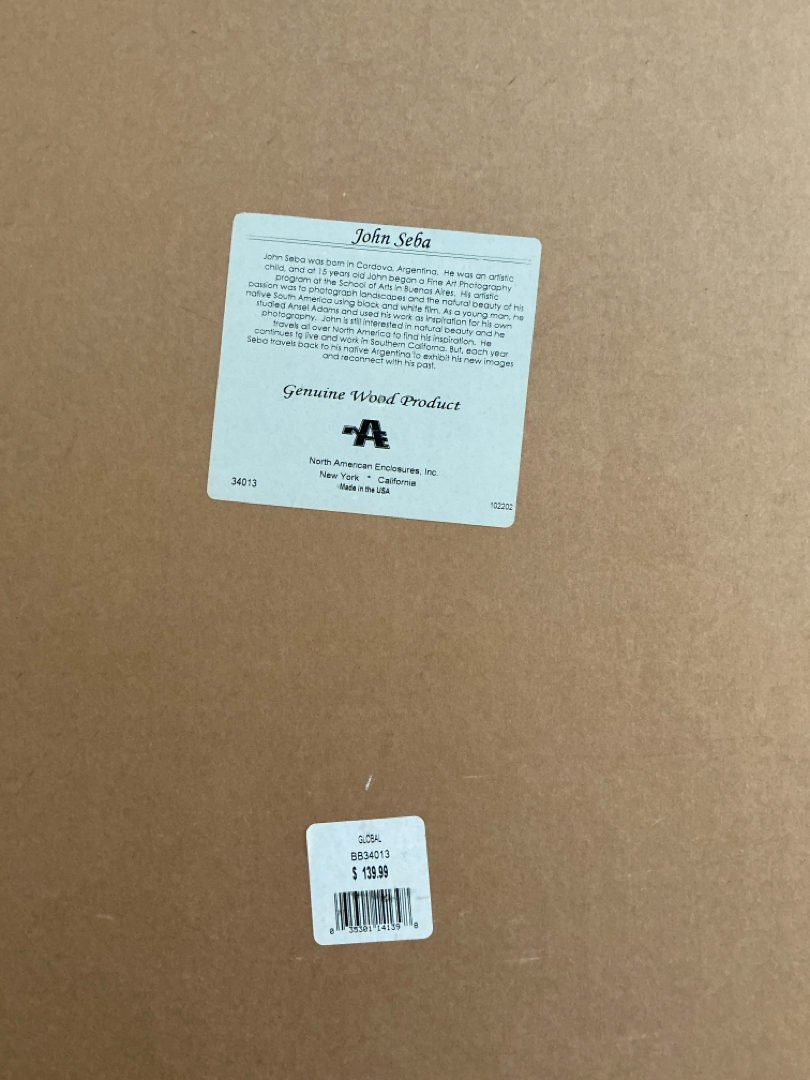 John Seba
John Seba was born in Cordova, Argentina. He was an artistic
child, and at 15 years old John began a Fine Art Photography
program at the School of Arts in Buenos Aires. His artistic
passion was to photograph landscapes and the natural beauty of his
native South America using black and white film. As a young man, he
studied Ansel Adams and used his work as inspiration for his own
photography. John is still interested in natural beauty and he
travels all over North America to find his inspiration. He
continues to live and work in Southern Californa. But, each year
Seba travels back to his native Argentina to exhibit his new images
and reconnect with his past.
Genuine Wood Product
NAE
North American Enclosures, Inc.
New York * California
Made in the USA
34013
102202
GLOBAL
BB34013
$ 139.99
0 35301 14139 8